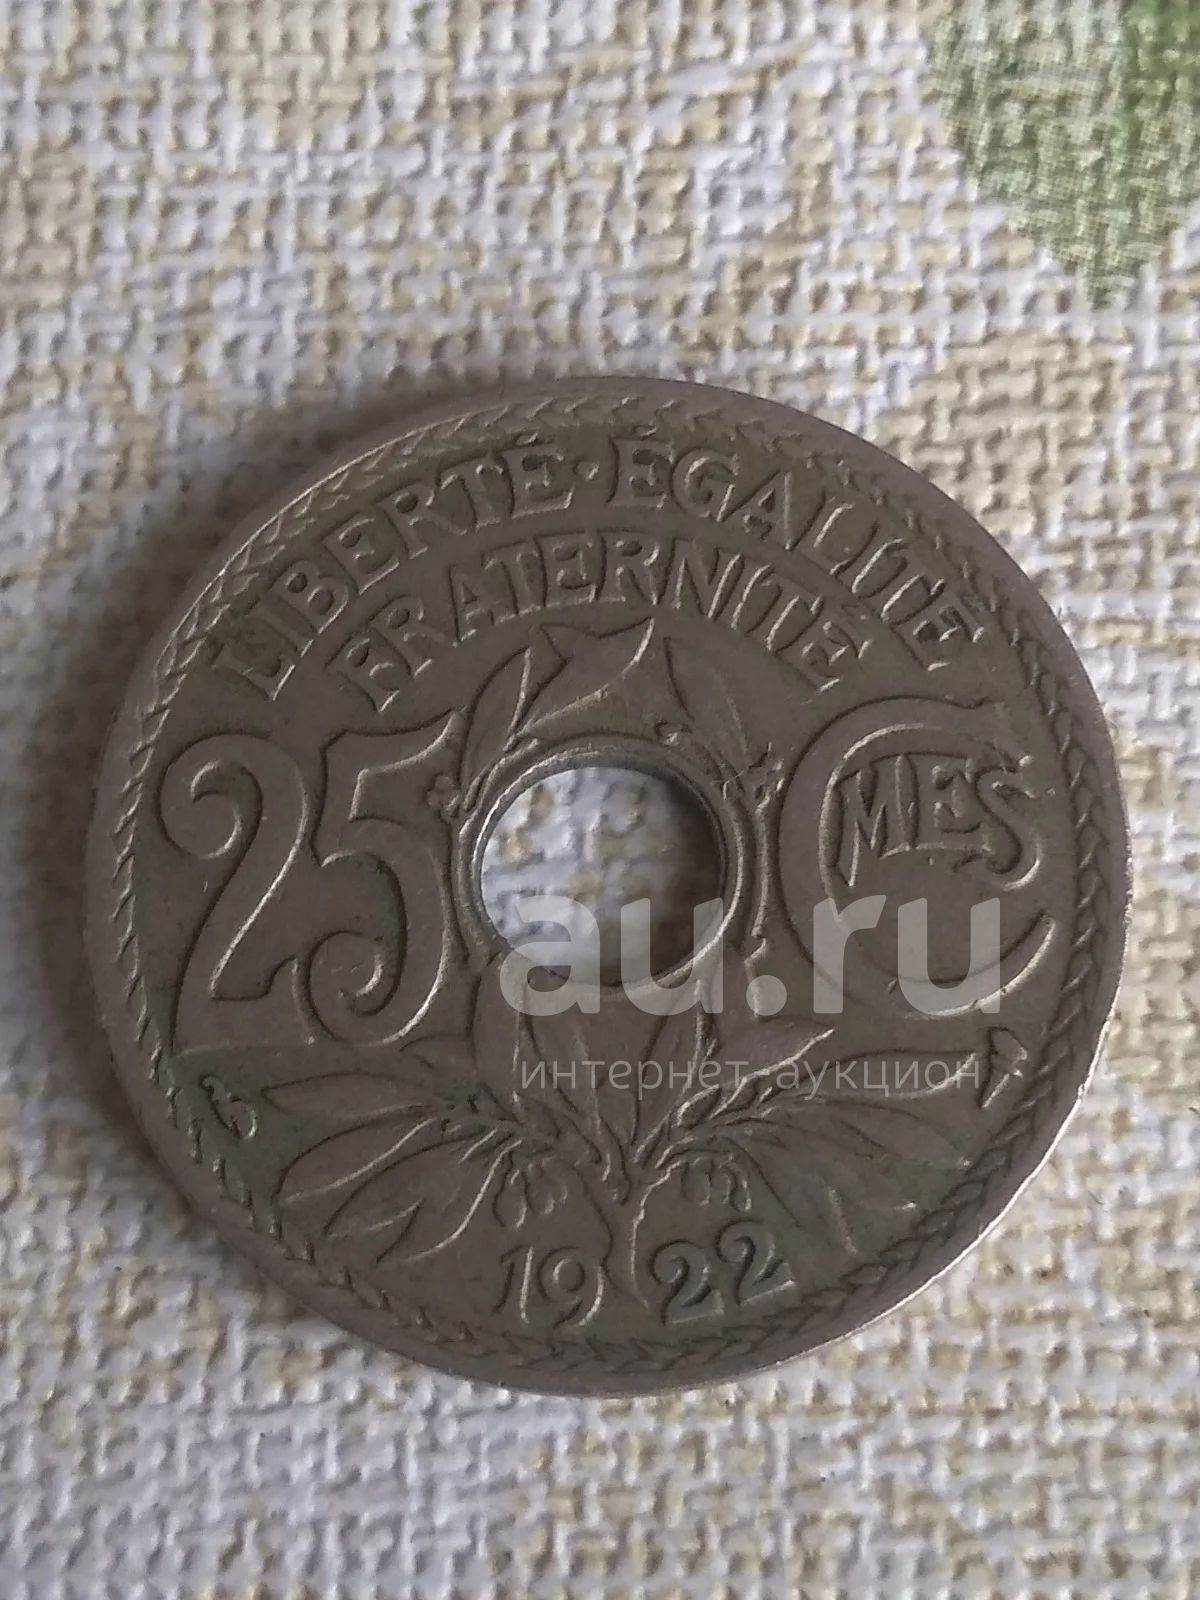 LIBERTÉ·ÉGALITÉ
FRATERNITÉ
25 CMES
au.ru
интернет-аукцион
1922